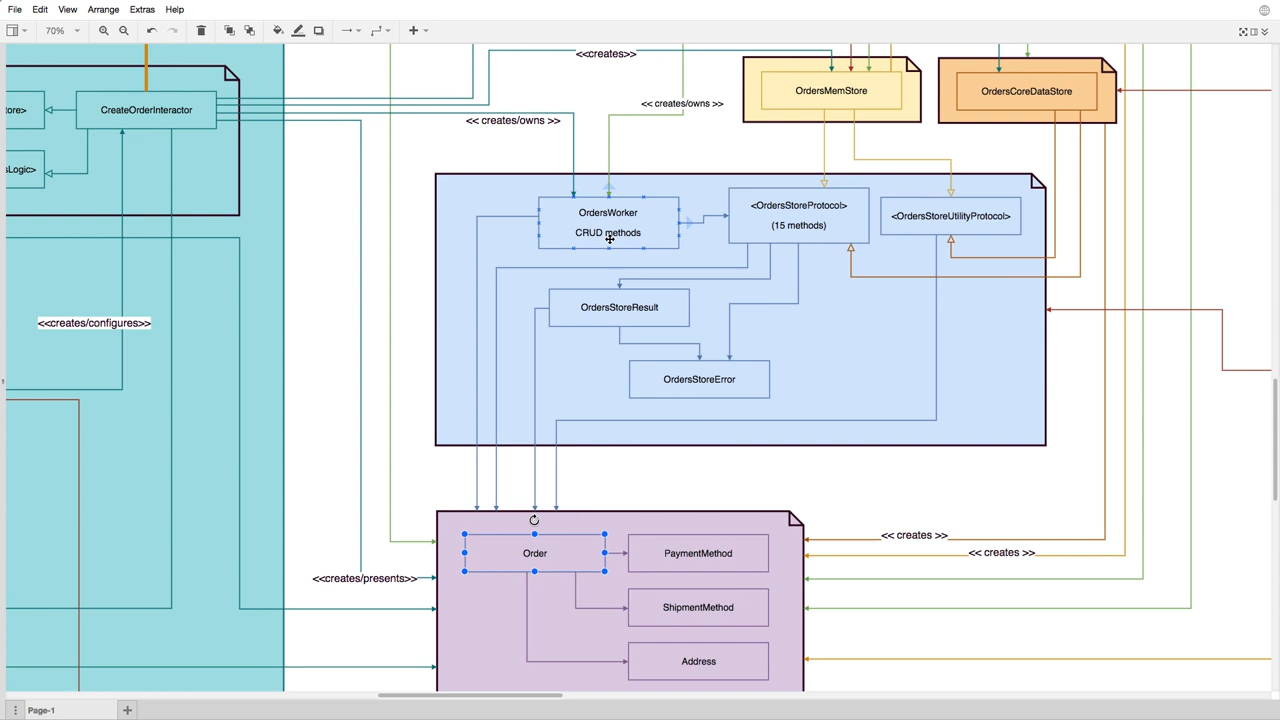 File Edit View Arrange Extras Help
70%
<<creates>>
<< creates/owns >>
<< creates/owns >>
OrdersMemStore
OrdersCoreDataStore
tore>
CreateOrderInteractor
sLogic>
<<creates/configures>>
OrdersWorker
CRUD methods
<OrdersStoreProtocol>
(15 methods)
<OrdersStoreUtilityProtocol>
OrdersStoreResult
OrdersStoreError
<< creates >>
<< creates >>
<<creates/presents>>
Order
PaymentMethod
ShipmentMethod
Address
Page-1